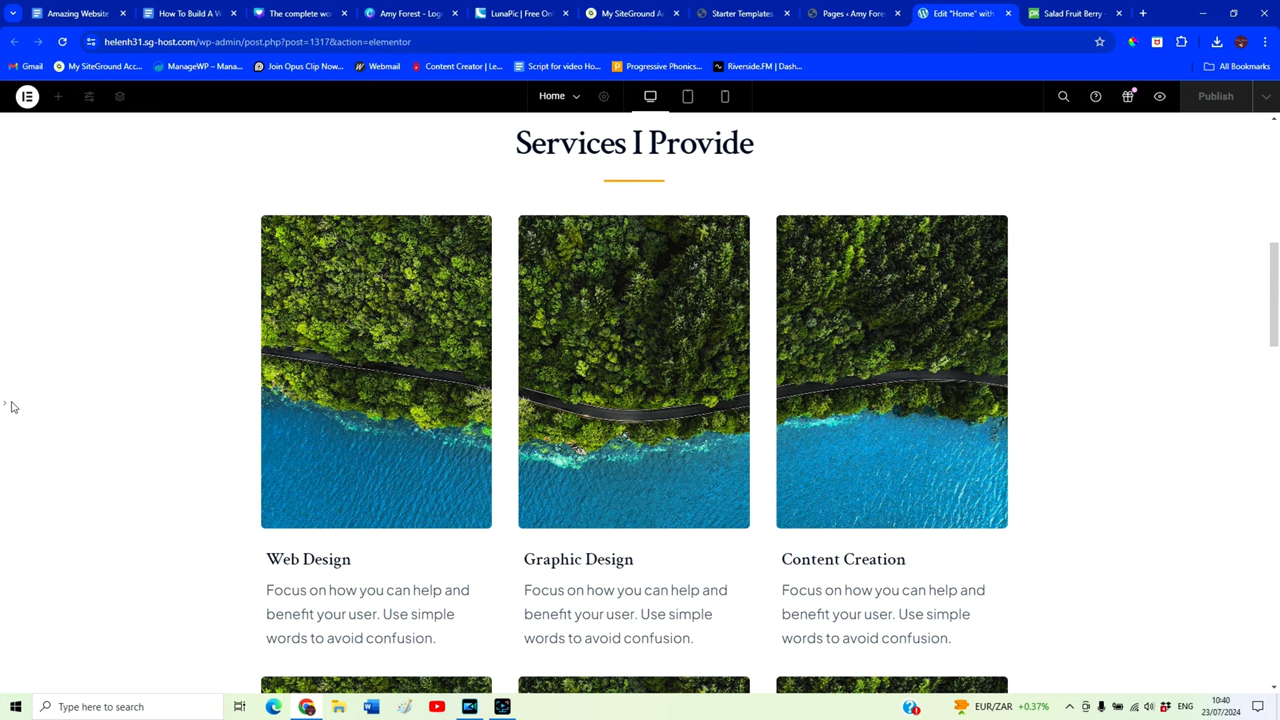 Amazing Website
How To Build A W
The complete wo
Amy Forest - Log
LunaPic | Free On
My SiteGround A
Starter Templates
Pages ‹ Amy Fore
Edit "Home" with
Salad Fruit Berry
helenh31.sg-host.com/wp-admin/post.php?post=1317&action=elementor
Gmail
My SiteGround Acc...
ManageWP – Mana...
Join Opus Clip Now...
Webmail
Content Creator | Le...
Script for video Ho...
Progressive Phonics...
Riverside.FM | Dash...
All Bookmarks
Home
Publish
Services I Provide
Web Design
Focus on how you can help and
benefit your user. Use simple
words to avoid confusion.
Graphic Design
Focus on how you can help and
benefit your user. Use simple
words to avoid confusion.
Content Creation
Focus on how you can help and
benefit your user. Use simple
words to avoid confusion.
Type here to search
EUR/ZAR +0.37%
ENG
10:40
23/07/2024